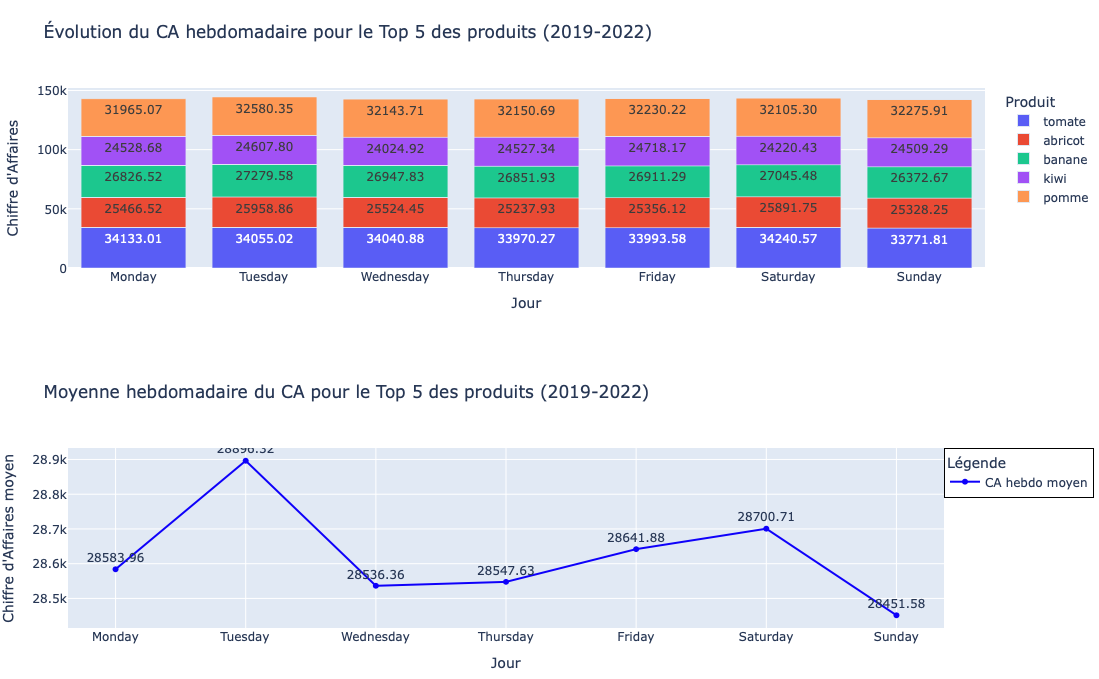 Évolution du CA hebdomadaire pour le Top 5 des produits (2019-2022)
150k
100k
50k
0
Chiffre d'Affaires
31965.07 32580.35 32143.71 32150.69 32230.22 32105.30 32275.91
24528.68 24607.80 24024.92 24527.34 24718.17 24220.43 24509.29
26826.52 27279.58 26947.83 26851.93 26911.29 27045.48 26372.67
25466.52 25958.86 25524.45 25237.93 25356.12 25891.75 25328.25
34133.01 34055.02 34040.88 33970.27 33993.58 34240.57 33771.81
Monday Tuesday Wednesday Thursday Friday Saturday Sunday
Jour
Produit
tomate
abricot
banane
kiwi
pomme
Moyenne hebdomadaire du CA pour le Top 5 des produits (2019-2022)
28.9k
28.8k
28.7k
28.6k
28.5k
Chiffre d'Affaires moyen
28583.96 28896.32 28536.36 28547.63 28641.88 28700.71 28451.58
Monday Tuesday Wednesday Thursday Friday Saturday Sunday
Jour
Légende
CA hebdo moyen